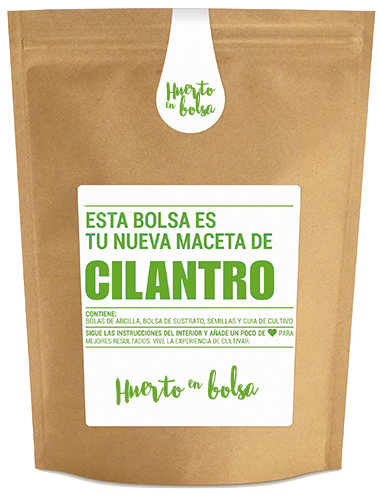 Huerto
en bolsa
ESTA BOLSA ES
TU NUEVA MACETA DE
CILANTRO
CONTIENE:
BOLAS DE ARCILLA, BOLSA DE SUSTRATO, SEMILLAS Y GUIA DE CULTIVO
SIGUE LAS INSTRUCCIONES DEL INTERIOR Y AÑADE UN POCO DE ♥ PARA
MEJORES RESULTADOS. VIVE LA EXPERIENCIA DE CULTIVAR.
Huerto en bolsa